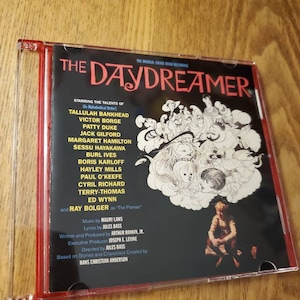 THE ORIGINAL SOUND TRACK RECORDING
THE DAYDREAMER
STARRING THE TALENTS OF
(In Alphabetical Order)
TALLULAH BANKHEAD
VICTOR BORGE
PATTY DUKE
JACK GILFORD
MARGARET HAMILTON
SESSU HAYAKAWA
BURL IVES
BORIS KARLOFF
HAYLEY MILLS
PAUL O'KEEFE
CYRIL RICHARD
TERRY-THOMAS
ED WYNN
and RAY BOLGER as "The Pieman"
Music by MAURY LAWS
Lyrics by JULES BASS
Written and Produced by ARTHUR RANKIN, JR.
Executive Producer JOSEPH E. LEVINE
Directed by JULES BASS
Based on Stories and Characters Created by
HANS CHRISTIAN ANDERSON